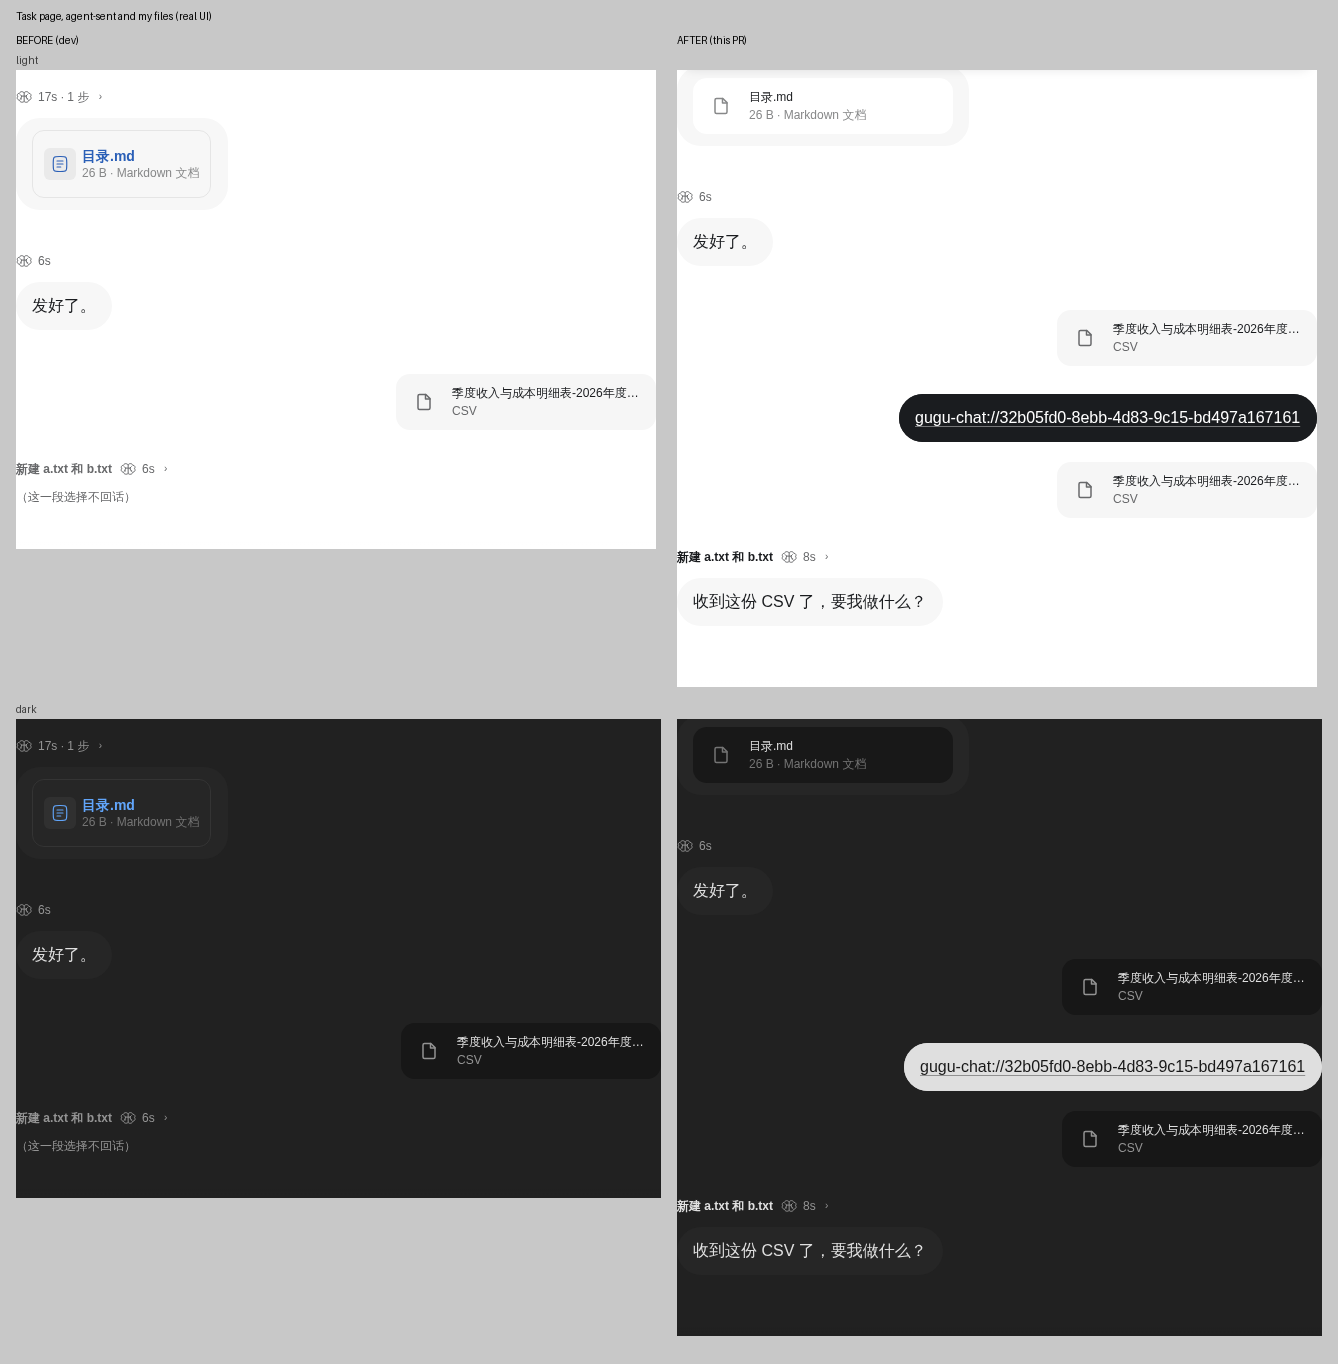 Task page, agent-sent and my files (real UI)
BEFORE (dev)
light
17s · 1 步 ›
目录.md
26 B · Markdown 文档
6s
发好了。
季度收入与成本明细表-2026年度…
CSV
新建 a.txt 和 b.txt 6s ›
（这一段选择不回话）
AFTER (this PR)
目录.md
26 B · Markdown 文档
6s
发好了。
季度收入与成本明细表-2026年度…
CSV
gugu-chat://32b05fd0-8ebb-4d83-9c15-bd497a167161
季度收入与成本明细表-2026年度…
CSV
新建 a.txt 和 b.txt 8s ›
收到这份 CSV 了，要我做什么？
dark
17s · 1 步 ›
目录.md
26 B · Markdown 文档
6s
发好了。
季度收入与成本明细表-2026年度…
CSV
新建 a.txt 和 b.txt 6s ›
（这一段选择不回话）
目录.md
26 B · Markdown 文档
6s
发好了。
季度收入与成本明细表-2026年度…
CSV
gugu-chat://32b05fd0-8ebb-4d83-9c15-bd497a167161
季度收入与成本明细表-2026年度…
CSV
新建 a.txt 和 b.txt 8s ›
收到这份 CSV 了，要我做什么？